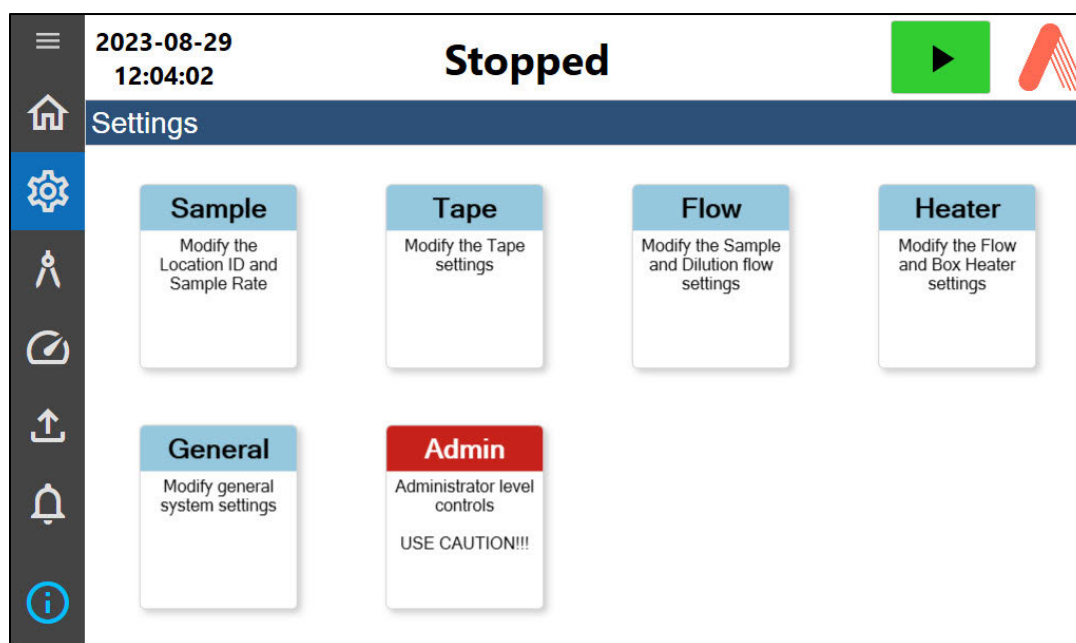 2023-08-29
12:04:02
Stopped
Settings
Sample
Modify the
Location ID and
Sample Rate
Tape
Modify the Tape
settings
Flow
Modify the Sample
and Dilution flow
settings
Heater
Modify the Flow
and Box Heater
settings
General
Modify general
system settings
Admin
Administrator level
controls
USE CAUTION!!!